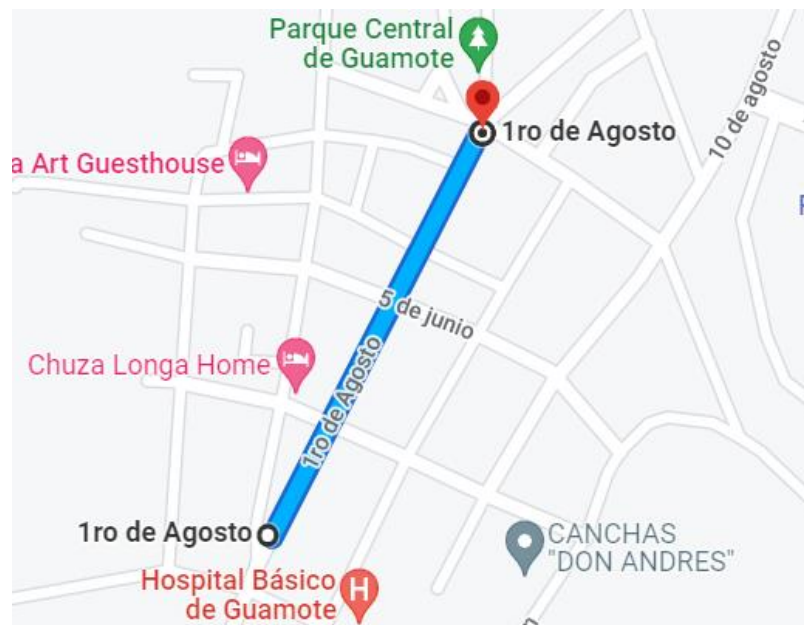 Parque Central
de Guamote
1ro de Agosto
10 de agosto
a Art Guesthouse
5 de junio
Chuza Longa Home
1ro de Agosto
1ro de Agosto
CANCHAS
"DON ANDRES"
Hospital Básico
de Guamote
H